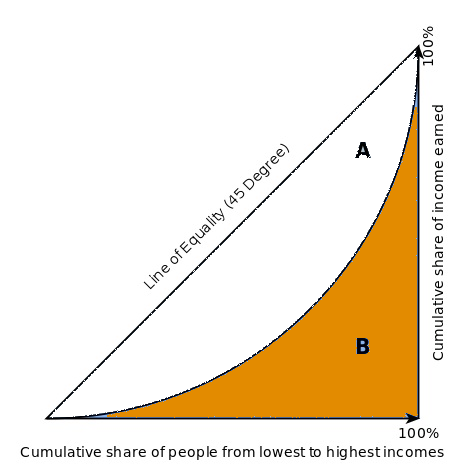 100%
Line of Equality (45 Degree)
A
Cumulative share of income earned
B
100%
Cumulative share of people from lowest to highest incomes